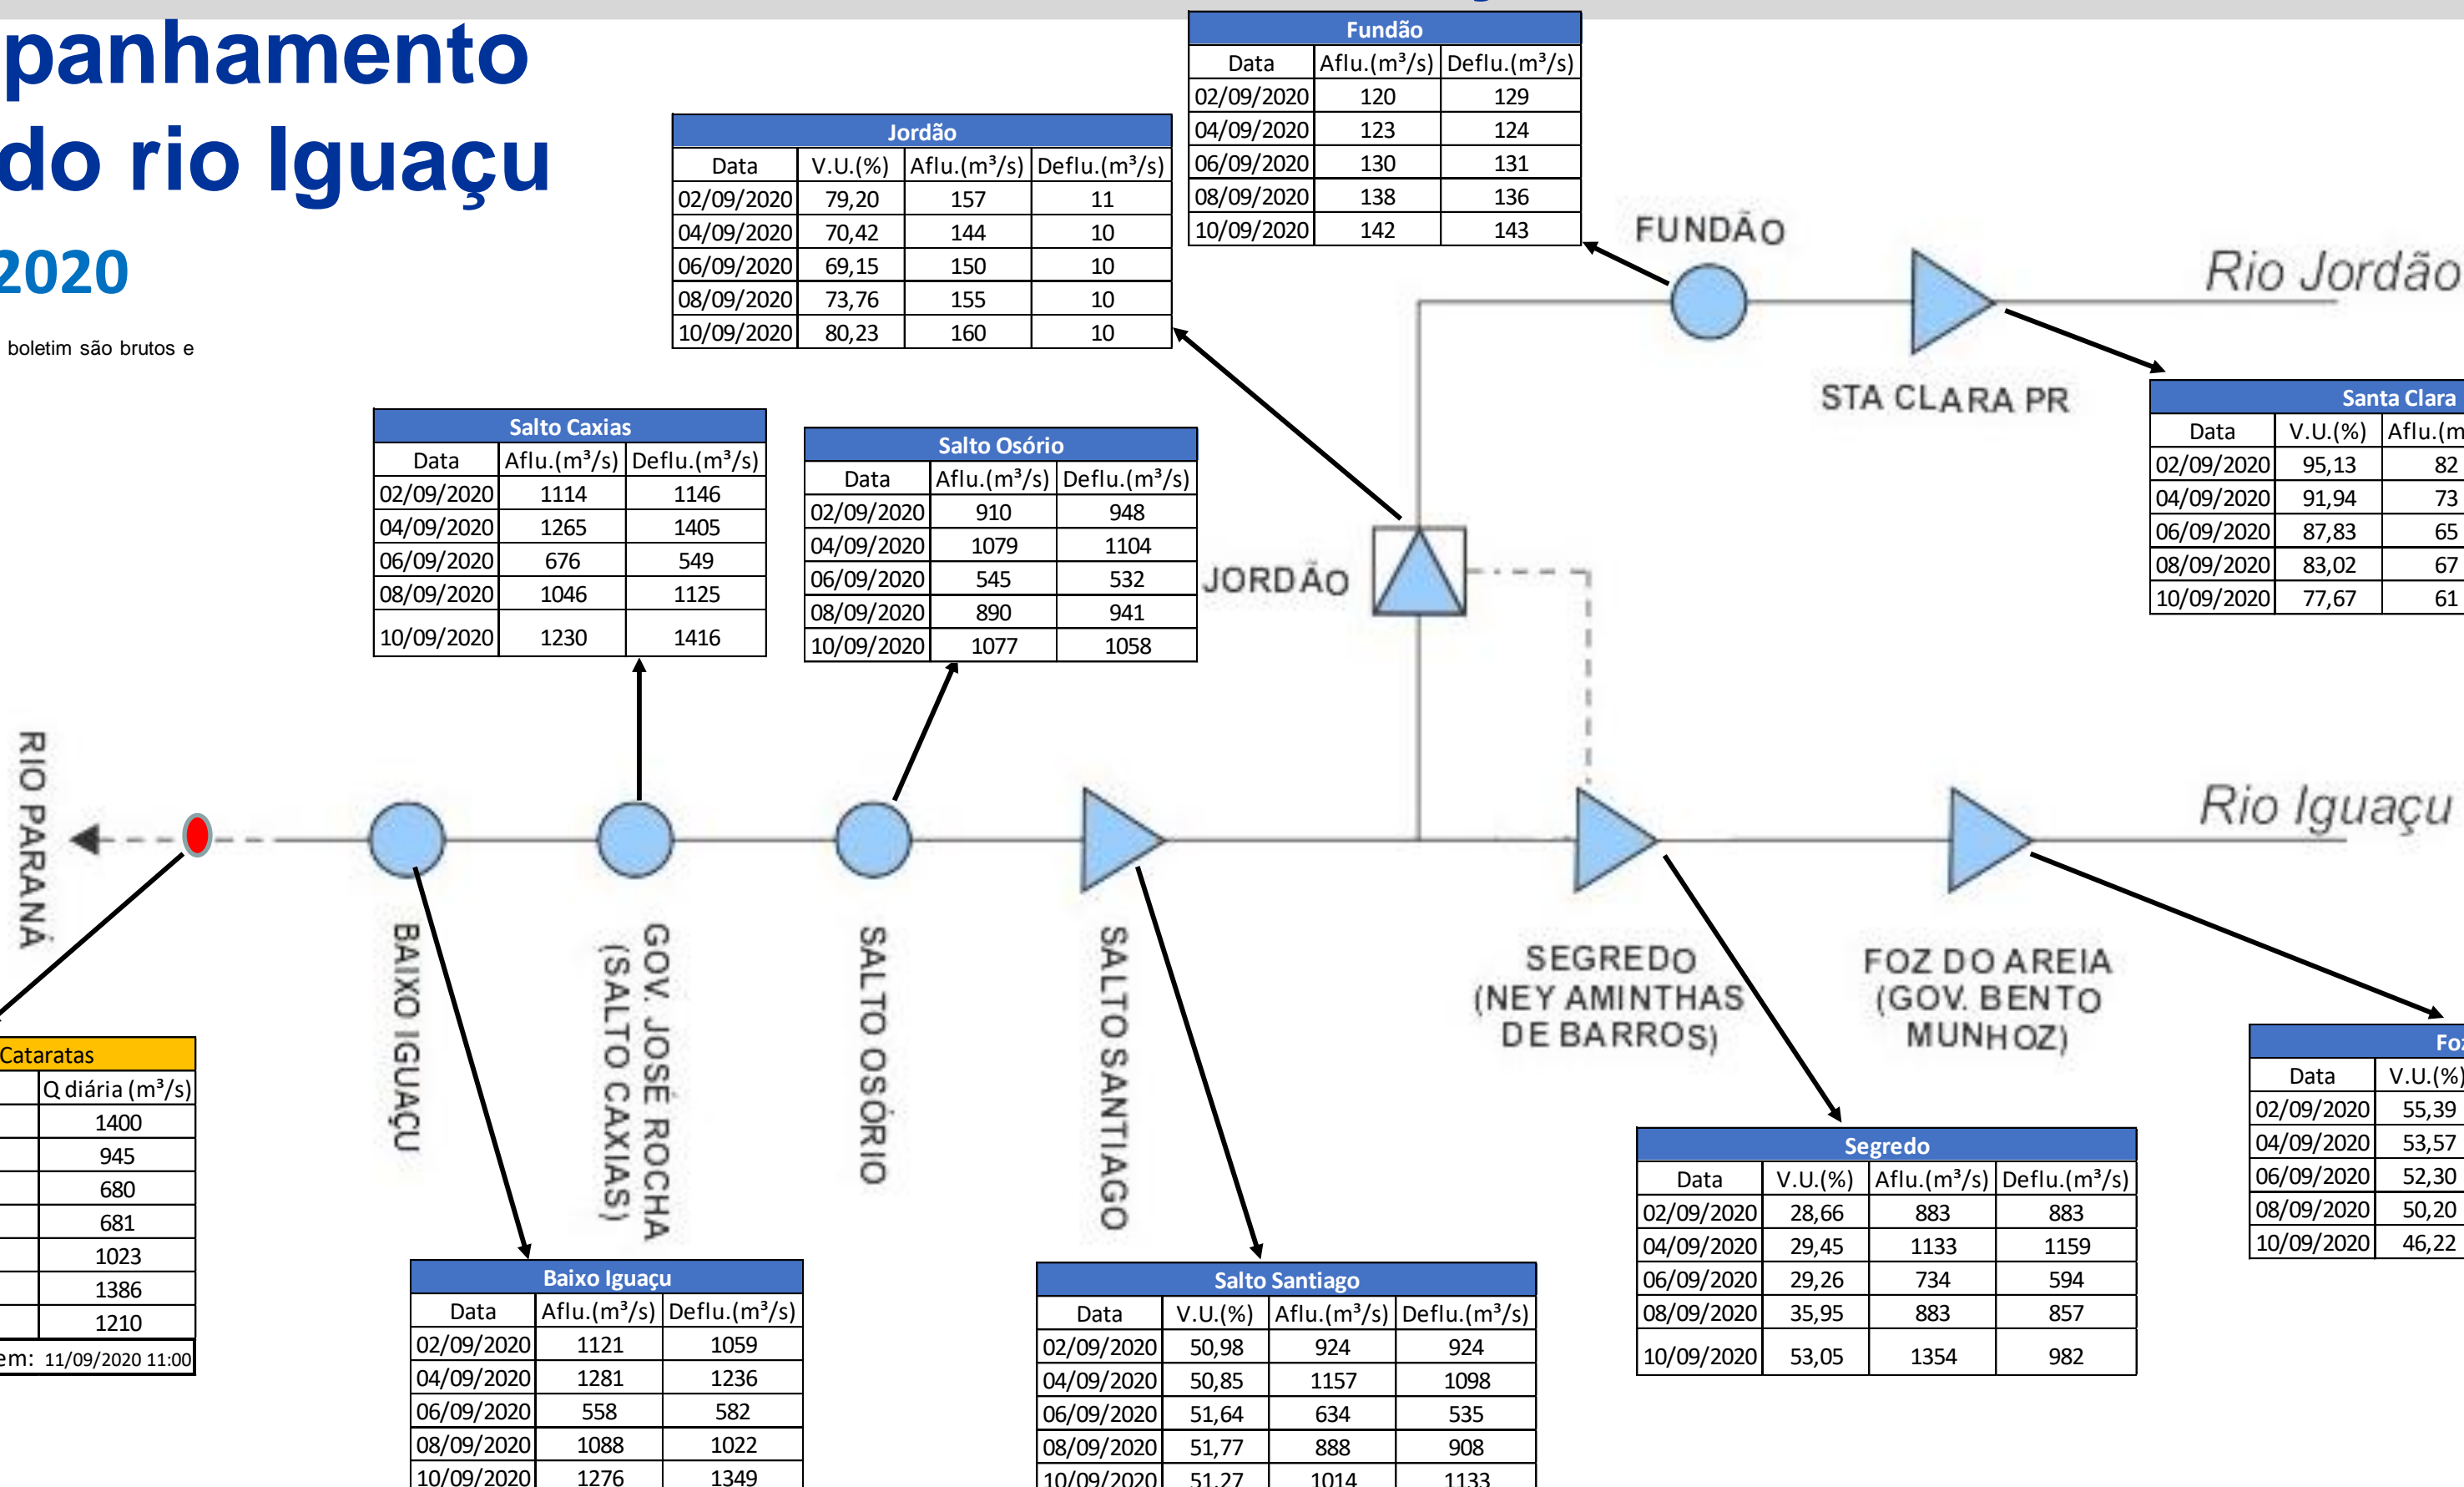 panhamento
do rio Iguaçu
2020
boletim são brutos e
Fundão
Data Aflu.(m³/s) Deflu.(m³/s)
02/09/2020 120 129
04/09/2020 123 124
06/09/2020 130 131
08/09/2020 138 136
10/09/2020 142 143
Jordão
Data V.U.(%) Aflu.(m³/s) Deflu.(m³/s)
02/09/2020 79,20 157 11
04/09/2020 70,42 144 10
06/09/2020 69,15 150 10
08/09/2020 73,76 155 10
10/09/2020 80,23 160 10
FUNDÃO
Rio Jordão
STA CLARA PR
Santa Clara
Data V.U.(%) Aflu.(m
02/09/2020 95,13 82
04/09/2020 91,94 73
06/09/2020 87,83 65
08/09/2020 83,02 67
10/09/2020 77,67 61
Salto Caxias
Data Aflu.(m³/s) Deflu.(m³/s)
02/09/2020 1114 1146
04/09/2020 1265 1405
06/09/2020 676 549
08/09/2020 1046 1125
10/09/2020 1230 1416
Salto Osório
Data Aflu.(m³/s) Deflu.(m³/s)
02/09/2020 910 948
04/09/2020 1079 1104
06/09/2020 545 532
08/09/2020 890 941
10/09/2020 1077 1058
JORDÃO
RIO PARANÁ
Rio Iguaçu
BAIXO IGUAÇU
GOV. JOSÉ ROCHA
(SALTO CAXIAS)
SALTO OSÓRIO
SALTO SANTIAGO
SEGREDO
(NEY AMINTHAS
DE BARROS)
FOZ DO AREIA
(GOV. BENTO
MUNHOZ)
Cataratas
Q diária (m³/s)
1400
945
680
681
1023
1386
1210
em: 11/09/2020 11:00
Baixo Iguaçu
Data Aflu.(m³/s) Deflu.(m³/s)
02/09/2020 1121 1059
04/09/2020 1281 1236
06/09/2020 558 582
08/09/2020 1088 1022
10/09/2020 1276 1349
Salto Santiago
Data V.U.(%) Aflu.(m³/s) Deflu.(m³/s)
02/09/2020 50,98 924 924
04/09/2020 50,85 1157 1098
06/09/2020 51,64 634 535
08/09/2020 51,77 888 908
10/09/2020 51,27 1014 1133
Segredo
Data V.U.(%) Aflu.(m³/s) Deflu.(m³/s)
02/09/2020 28,66 883 883
04/09/2020 29,45 1133 1159
06/09/2020 29,26 734 594
08/09/2020 35,95 883 857
10/09/2020 53,05 1354 982
Foz
Data V.U.(%)
02/09/2020 55,39
04/09/2020 53,57
06/09/2020 52,30
08/09/2020 50,20
10/09/2020 46,22